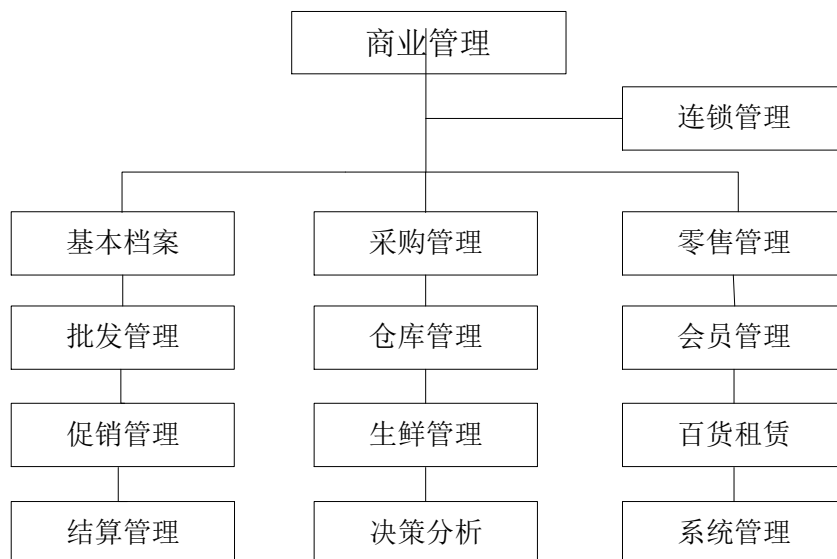 商业管理
连锁管理
基本档案
采购管理
零售管理
批发管理
仓库管理
会员管理
促销管理
生鲜管理
百货租赁
结算管理
决策分析
系统管理